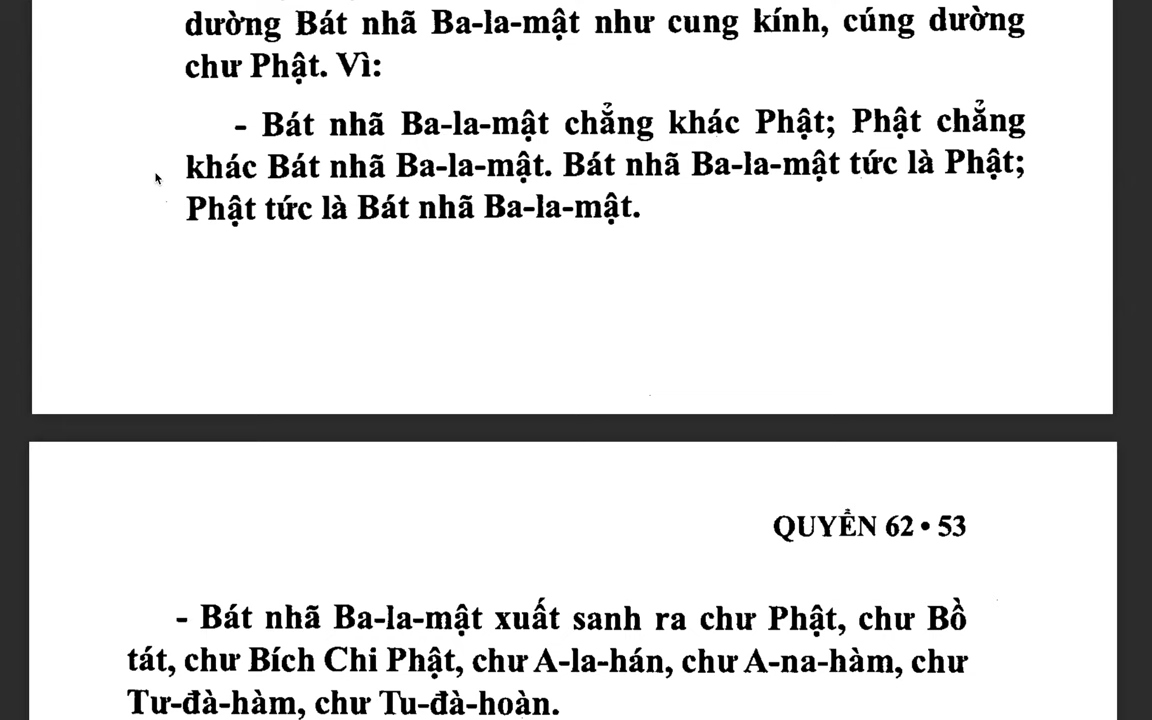 dường Bát nhã Ba-la-mật như cung kính, cúng dường
chư Phật. Vì:
- Bát nhã Ba-la-mật chẳng khác Phật; Phật chẳng
khác Bát nhã Ba-la-mật. Bát nhã Ba-la-mật tức là Phật;
Phật tức là Bát nhã Ba-la-mật.
QUYỂN 62 • 53
- Bát nhã Ba-la-mật xuất sanh ra chư Phật, chư Bồ
tát, chư Bích Chi Phật, chư A-la-hán, chư A-na-hàm, chư
Tư-đà-hàm, chư Tu-đà-hoàn.